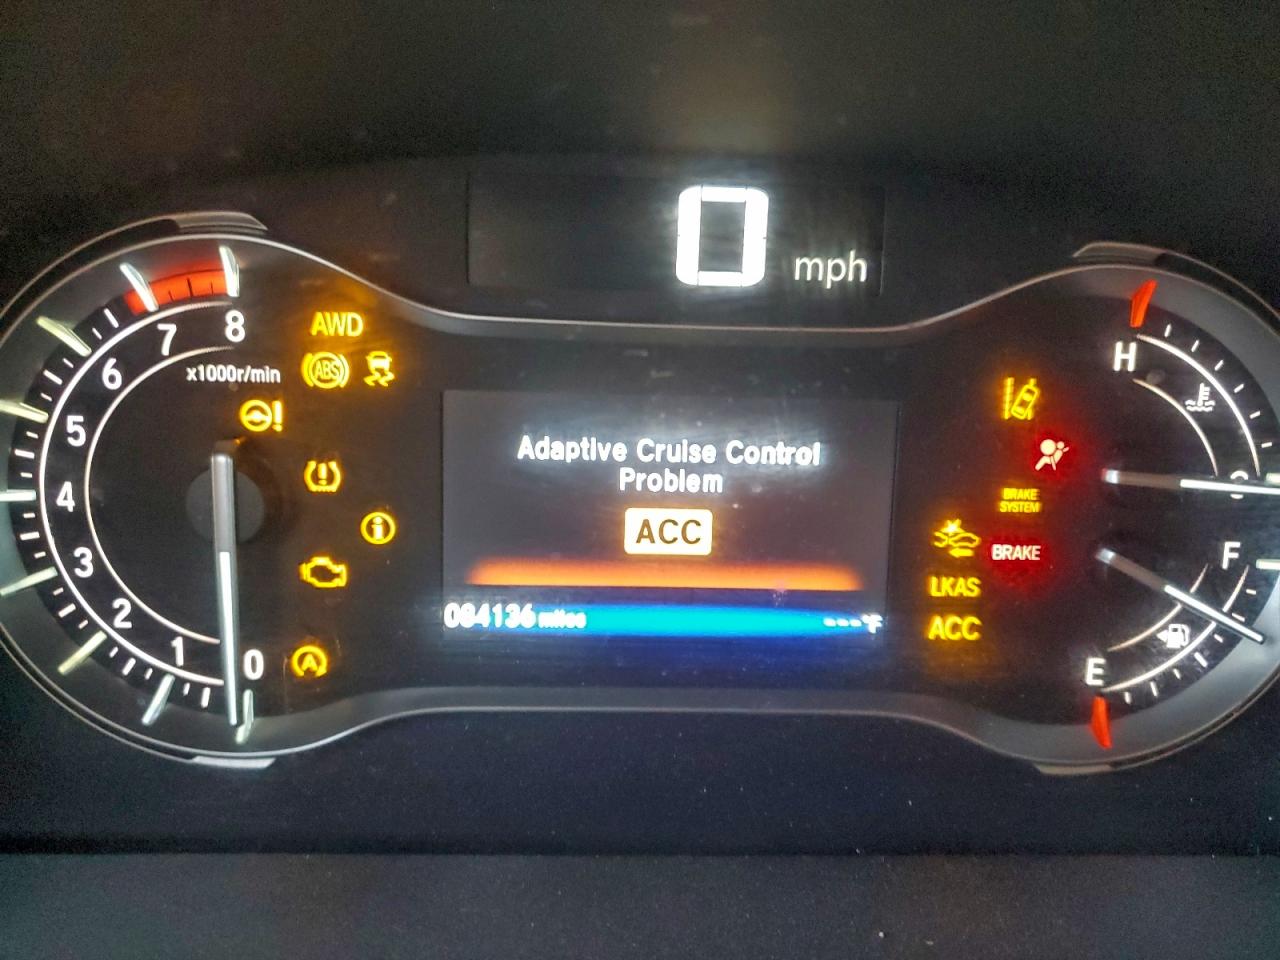 0 mph
8
7
6
5
4
3
2
1
0
x1000r/min
AWD
ABS
!
!
i
A
Adaptive Cruise Control
Problem
ACC
084136 miles
---°F
BRAKE
SYSTEM
BRAKE
LKAS
ACC
H
C
F
E